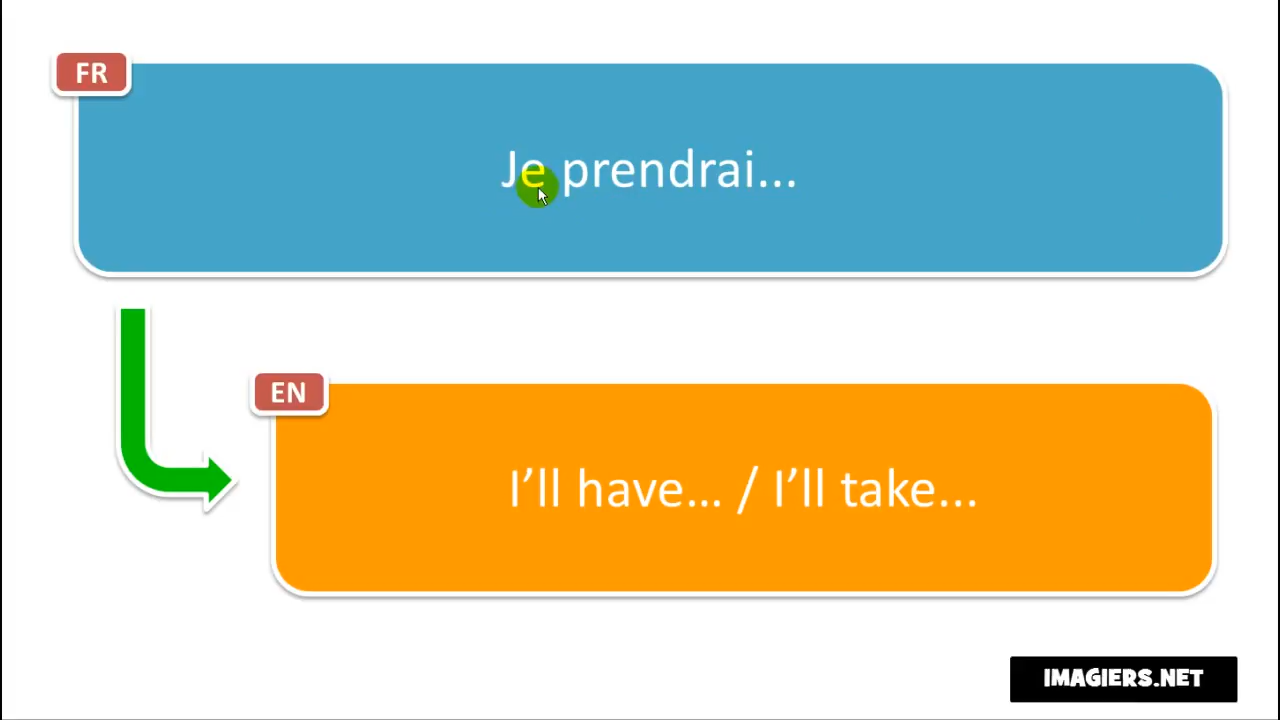 FR
Je prendrai...
EN
I’ll have... / I’ll take...
IMAGIERS.NET